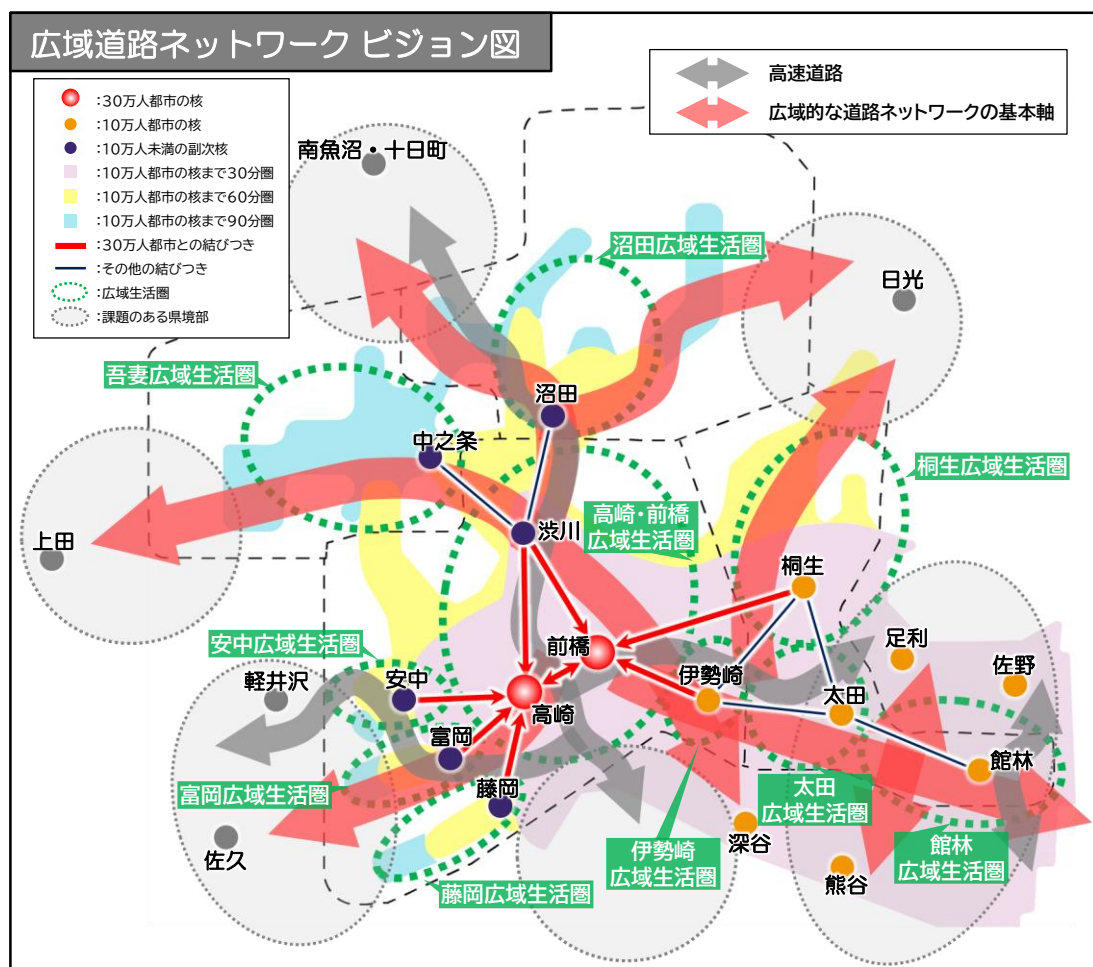 広域道路ネットワーク ビジョン図
:30万人都市の核
:10万人都市の核
:10万人未満の副次核
:10万人都市の核まで30分圏
:10万人都市の核まで60分圏
:10万人都市の核まで90分圏
:30万人都市との結びつき
:その他の結びつき
:広域生活圏
:課題のある県境部
高速道路
広域的な道路ネットワークの基本軸
南魚沼・十日町
沼田広域生活圏
日光
吾妻広域生活圏
沼田
中之条
桐生広域生活圏
高崎・前橋
広域生活圏
上田
渋川
桐生
前橋
足利
安中広域生活圏
伊勢崎
佐野
軽井沢
安中
高崎
太田
富岡
館林
藤岡
富岡広域生活圏
太田
広域生活圏
佐久
深谷
伊勢崎
広域生活圏
館林
広域生活圏
熊谷
藤岡広域生活圏